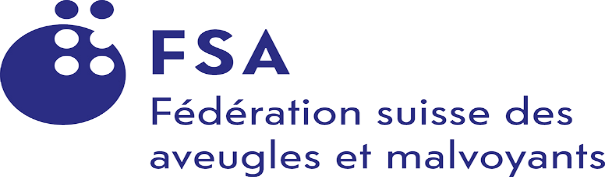 FSA
Fédération suisse des
aveugles et malvoyants